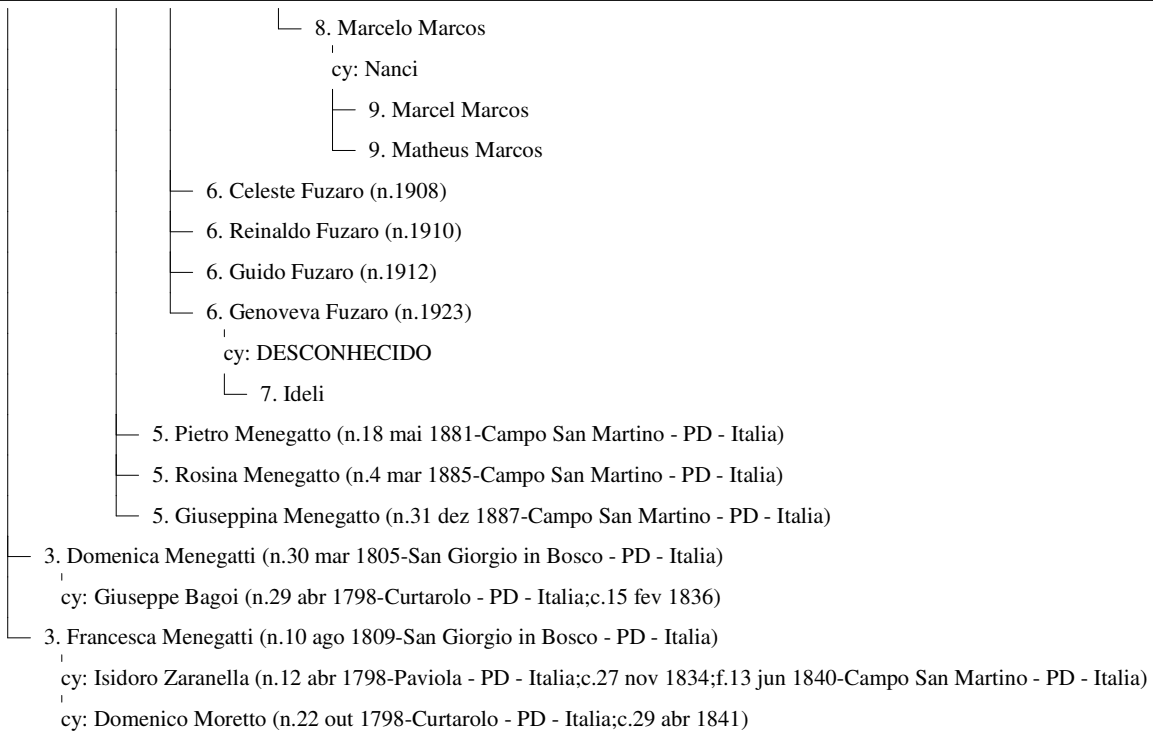 8. Marcelo Marcos
cy: Nanci
9. Marcel Marcos
9. Matheus Marcos
6. Celeste Fuzaro (n.1908)
6. Reinaldo Fuzaro (n.1910)
6. Guido Fuzaro (n.1912)
6. Genoveva Fuzaro (n.1923)
cy: DESCONHECIDO
7. Ideli
5. Pietro Menegatto (n.18 mai 1881-Campo San Martino - PD - Italia)
5. Rosina Menegatto (n.4 mar 1885-Campo San Martino - PD - Italia)
5. Giuseppina Menegatto (n.31 dez 1887-Campo San Martino - PD - Italia)
3. Domenica Menegatti (n.30 mar 1805-San Giorgio in Bosco - PD - Italia)
cy: Giuseppe Bagoi (n.29 abr 1798-Curtarolo - PD - Italia;c.15 fev 1836)
3. Francesca Menegatti (n.10 ago 1809-San Giorgio in Bosco - PD - Italia)
cy: Isidoro Zaranella (n.12 abr 1798-Paviola - PD - Italia;c.27 nov 1834;f.13 jun 1840-Campo San Martino - PD - Italia)
cy: Domenico Moretto (n.22 out 1798-Curtarolo - PD - Italia;c.29 abr 1841)